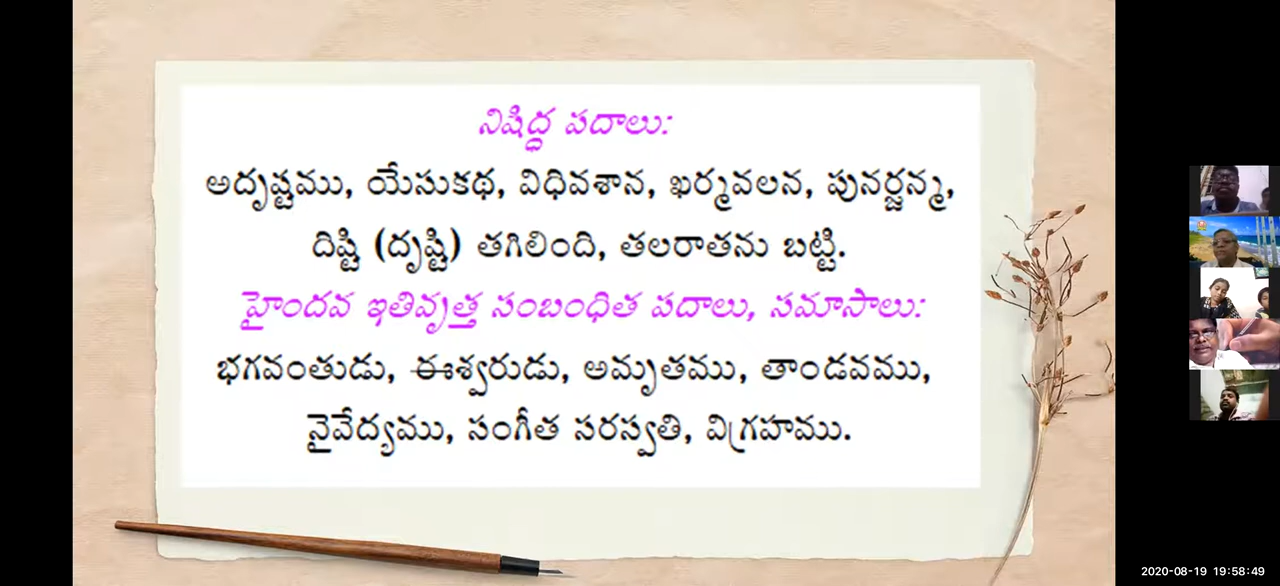 నిషిద్ధ పదాలు:
అదృష్టము, యేసుకథ, విధివశాన, ఖర్మవలన, పునర్జన్మ,
దిష్టి (దృష్టి) తగిలింది, తలరాతను బట్టి.
హైందవ ఇతివృత్త సంబంధిత పదాలు, సమాసాలు:
భగవంతుడు, ఈశ్వరుడు, అమృతము, తాండవము,
నైవేద్యము, సంగీత సరస్వతి, విగ్రహము.
2020-08-19 19:58:49